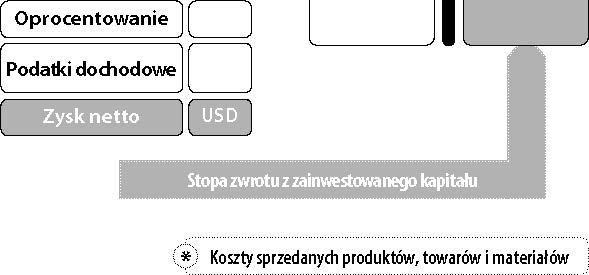 Oprocentowanie
Podatki dochodowe
Zysk netto USD
Stopa zwrotu z zainwestowanego kapitału
* Koszty sprzedanych produktów, towarów i materiałów